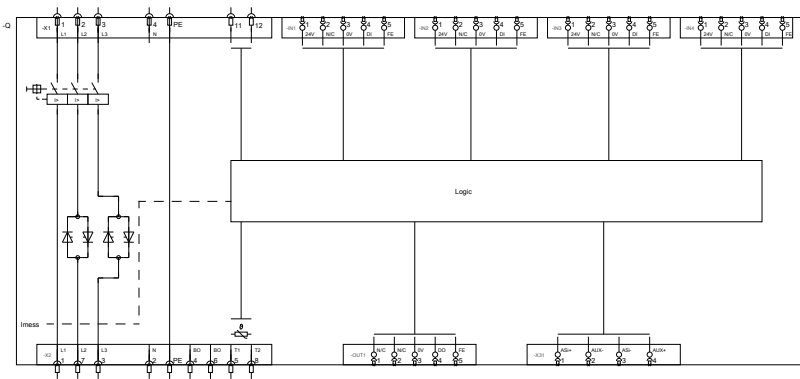 -Q
-X1 1 2 3 4 PE 11 12
L1 L2 L3 N
-IN1 1 2 3 4 5
24V N/C 0V DI FE
-IN2 1 2 3 4 5
24V N/C 0V DI FE
-IN3 1 2 3 4 5
24V N/C 0V DI FE
-IN4 1 2 3 4 5
24V N/C 0V DI FE
I> I> I>
Logic
Imess
ϑ
-X2 L1 L2 L3 N BO BO T1 T2
1 7 3 2 PE 4 6 5 8
-OUT1 N/C N/C 0V DO FE
1 2 3 4 5
-X31 ASi+ AUX- ASi- AUX+
1 2 3 4